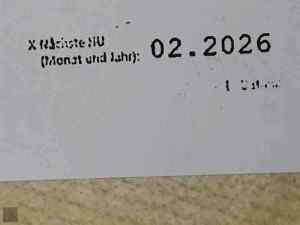 X Nächste HU 02.2026
(Monat und Jahr):